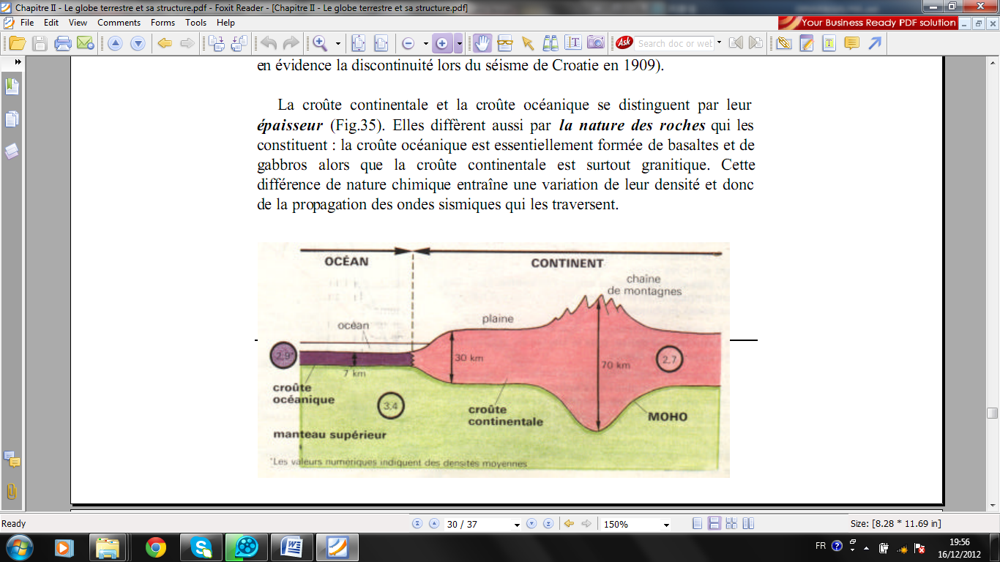 Chapitre II - Le globe terrestre et sa structure.pdf - Foxit Reader - [Chapitre II - Le globe terrestre et sa structure.pdf]
File Edit View Comments Forms Tools Help
Your Business Ready PDF solution
Ask Search doc or wet
en évidence la discontinuité lors du séisme de Croatie en 1909).
La croûte continentale et la croûte océanique se distinguent par leur
épaisseur (Fig.35). Elles diffèrent aussi par la nature des roches qui les
constituent : la croûte océanique est essentiellement formée de basaltes et de
gabbros alors que la croûte continentale est surtout granitique. Cette
différence de nature chimique entraîne une variation de leur densité et donc
de la propagation des ondes sismiques qui les traversent.
OCÉAN
CONTINENT
chaîne
de montagnes
plaine
océan
2,9*
30 km
70 km
2,7
7 km
croûte
océanique
3,4
croûte
continentale
MOHO
manteau supérieur
*Les valeurs numériques indiquent des densités moyennes
Ready
30 / 37
150%
Size: [8.28 * 11.69 in]
FR
19:56
16/12/2012